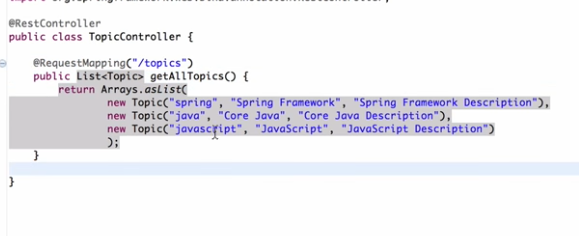 @RestController
public class TopicController {
@RequestMapping("/topics")
public List<Topic> getAllTopics() {
return Arrays.asList(
new Topic("spring", "Spring Framework", "Spring Framework Description"),
new Topic("java", "Core Java", "Core Java Description"),
new Topic("javascript", "JavaScript", "JavaScript Description")
);
}
}